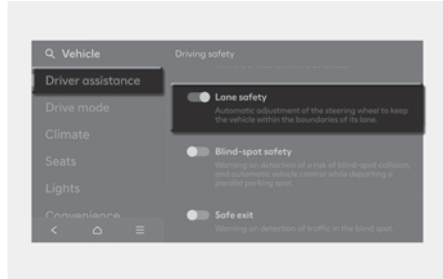 Vehicle
Driving safety
Driver assistance
Drive mode
Climate
Seats
Lights
Convenience
Lane safety
Automatic adjustment of the steering wheel to keep
the vehicle within the boundaries of its lane.
Blind-spot safety
Warning on detection of a risk of blind-spot collision,
and automatic vehicle control while departing a
parallel parking spot.
Safe exit
Warning on detection of traffic in the blind spot.